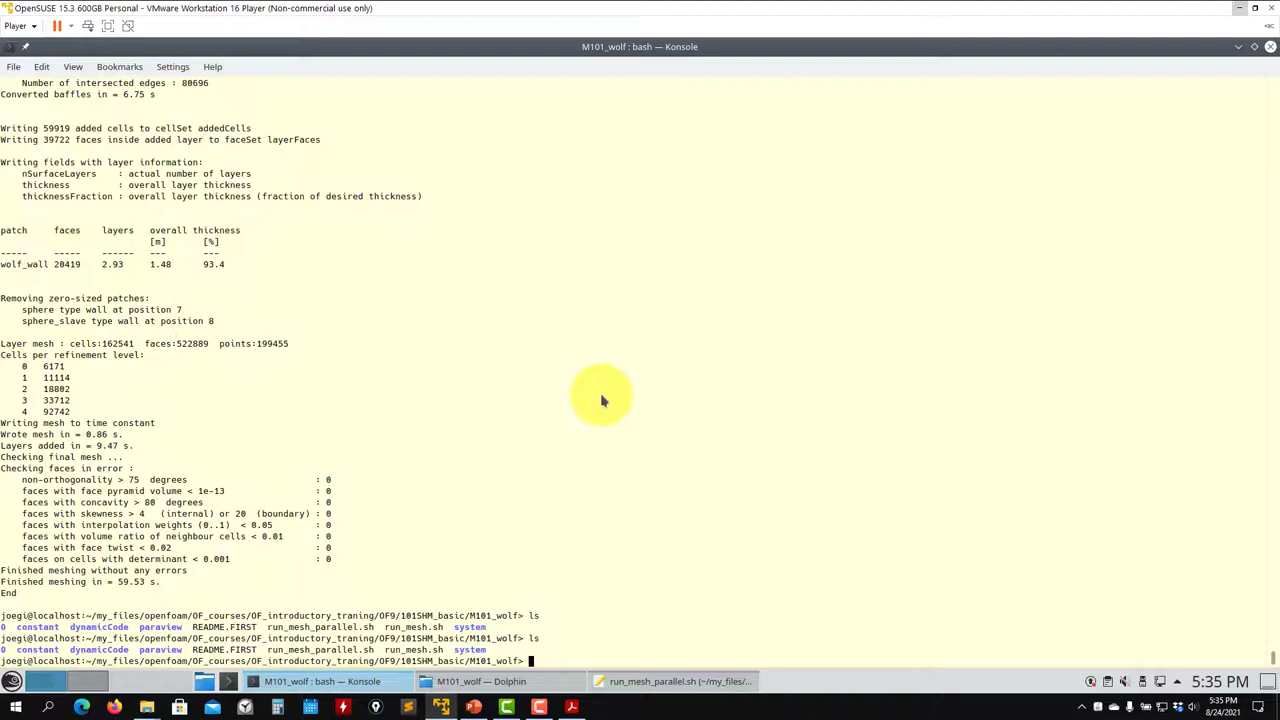 OpenSUSE 15.3 600GB Personal - VMware Workstation 16 Player (Non-commercial use only)
Player
M101_wolf : bash — Konsole
File Edit View Bookmarks Settings Help
Number of intersected edges : 80696
Converted baffles in = 6.75 s
Writing 59919 added cells to cellSet addedCells
Writing 39722 faces inside added layer to faceSet layerFaces
Writing fields with layer information:
nSurfaceLayers : actual number of layers
thickness : overall layer thickness
thicknessFraction : overall layer thickness (fraction of desired thickness)
patch faces layers overall thickness
[m] [%]
----- ----- ------ --- ---
wolf_wall 20419 2.93 1.48 93.4
Removing zero-sized patches:
sphere type wall at position 7
sphere_slave type wall at position 8
Layer mesh : cells:162541 faces:522889 points:199455
Cells per refinement level:
0 6171
1 11114
2 18802
3 33712
4 92742
Writing mesh to time constant
Wrote mesh in = 0.86 s.
Layers added in = 9.47 s.
Checking final mesh ...
Checking faces in error :
non-orthogonality > 75 degrees : 0
faces with face pyramid volume < 1e-13 : 0
faces with concavity > 80 degrees : 0
faces with skewness > 4 (internal) or 20 (boundary) : 0
faces with interpolation weights (0..1) < 0.05 : 0
faces with volume ratio of neighbour cells < 0.01 : 0
faces with face twist < 0.02 : 0
faces on cells with determinant < 0.001 : 0
Finished meshing without any errors
Finished meshing in = 59.53 s.
End
joegi@localhost:~/my_files/openfoam/OF_courses/OF_introductory_traning/OF9/101SHM_basic/M101_wolf> ls
0 constant dynamicCode paraview README.FIRST run_mesh_parallel.sh run_mesh.sh system
joegi@localhost:~/my_files/openfoam/OF_courses/OF_introductory_traning/OF9/101SHM_basic/M101_wolf> ls
0 constant dynamicCode paraview README.FIRST run_mesh_parallel.sh run_mesh.sh system
joegi@localhost:~/my_files/openfoam/OF_courses/OF_introductory_traning/OF9/101SHM_basic/M101_wolf>
M101_wolf : bash — Konsole M101_wolf — Dolphin run_mesh_parallel.sh (~/my_files/... 5:35 PM
5:35 PM
8/24/2021